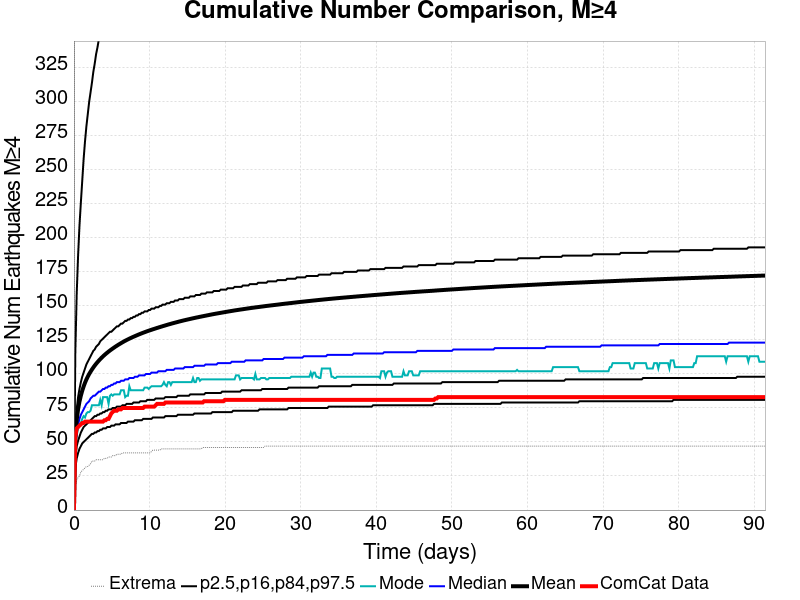 Cumulative Number Comparison, M≥4
Cumulative Num Earthquakes M≥4
325
300
275
250
225
200
175
150
125
100
75
50
25
0
0 10 20 30 40 50 60 70 80 90
Time (days)
Extrema p2.5,p16,p84,p97.5 Mode Median Mean ComCat Data